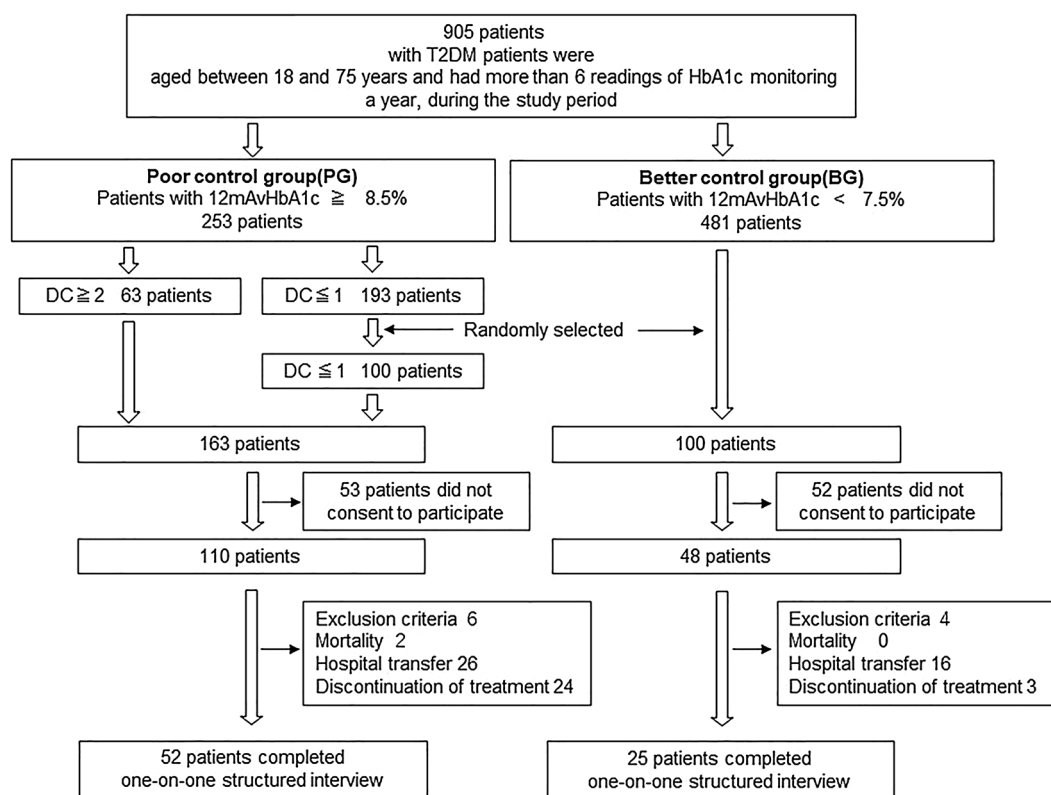 905 patients
with T2DM patients were
aged between 18 and 75 years and had more than 6 readings of HbA1c monitoring
a year, during the study period
Poor control group(PG)
Patients with 12mAvHbA1c ≧ 8.5%
253 patients
Better control group(BG)
Patients with 12mAvHbA1c < 7.5%
481 patients
DC≧2 63 patients
DC≦1 193 patients
Randomly selected
DC ≦1 100 patients
163 patients
100 patients
53 patients did not
consent to participate
52 patients did not
consent to participate
110 patients
48 patients
Exclusion criteria 6
Mortality 2
Hospital transfer 26
Discontinuation of treatment 24
Exclusion criteria 4
Mortality 0
Hospital transfer 16
Discontinuation of treatment 3
52 patients completed
one-on-one structured interview
25 patients completed
one-on-one structured interview